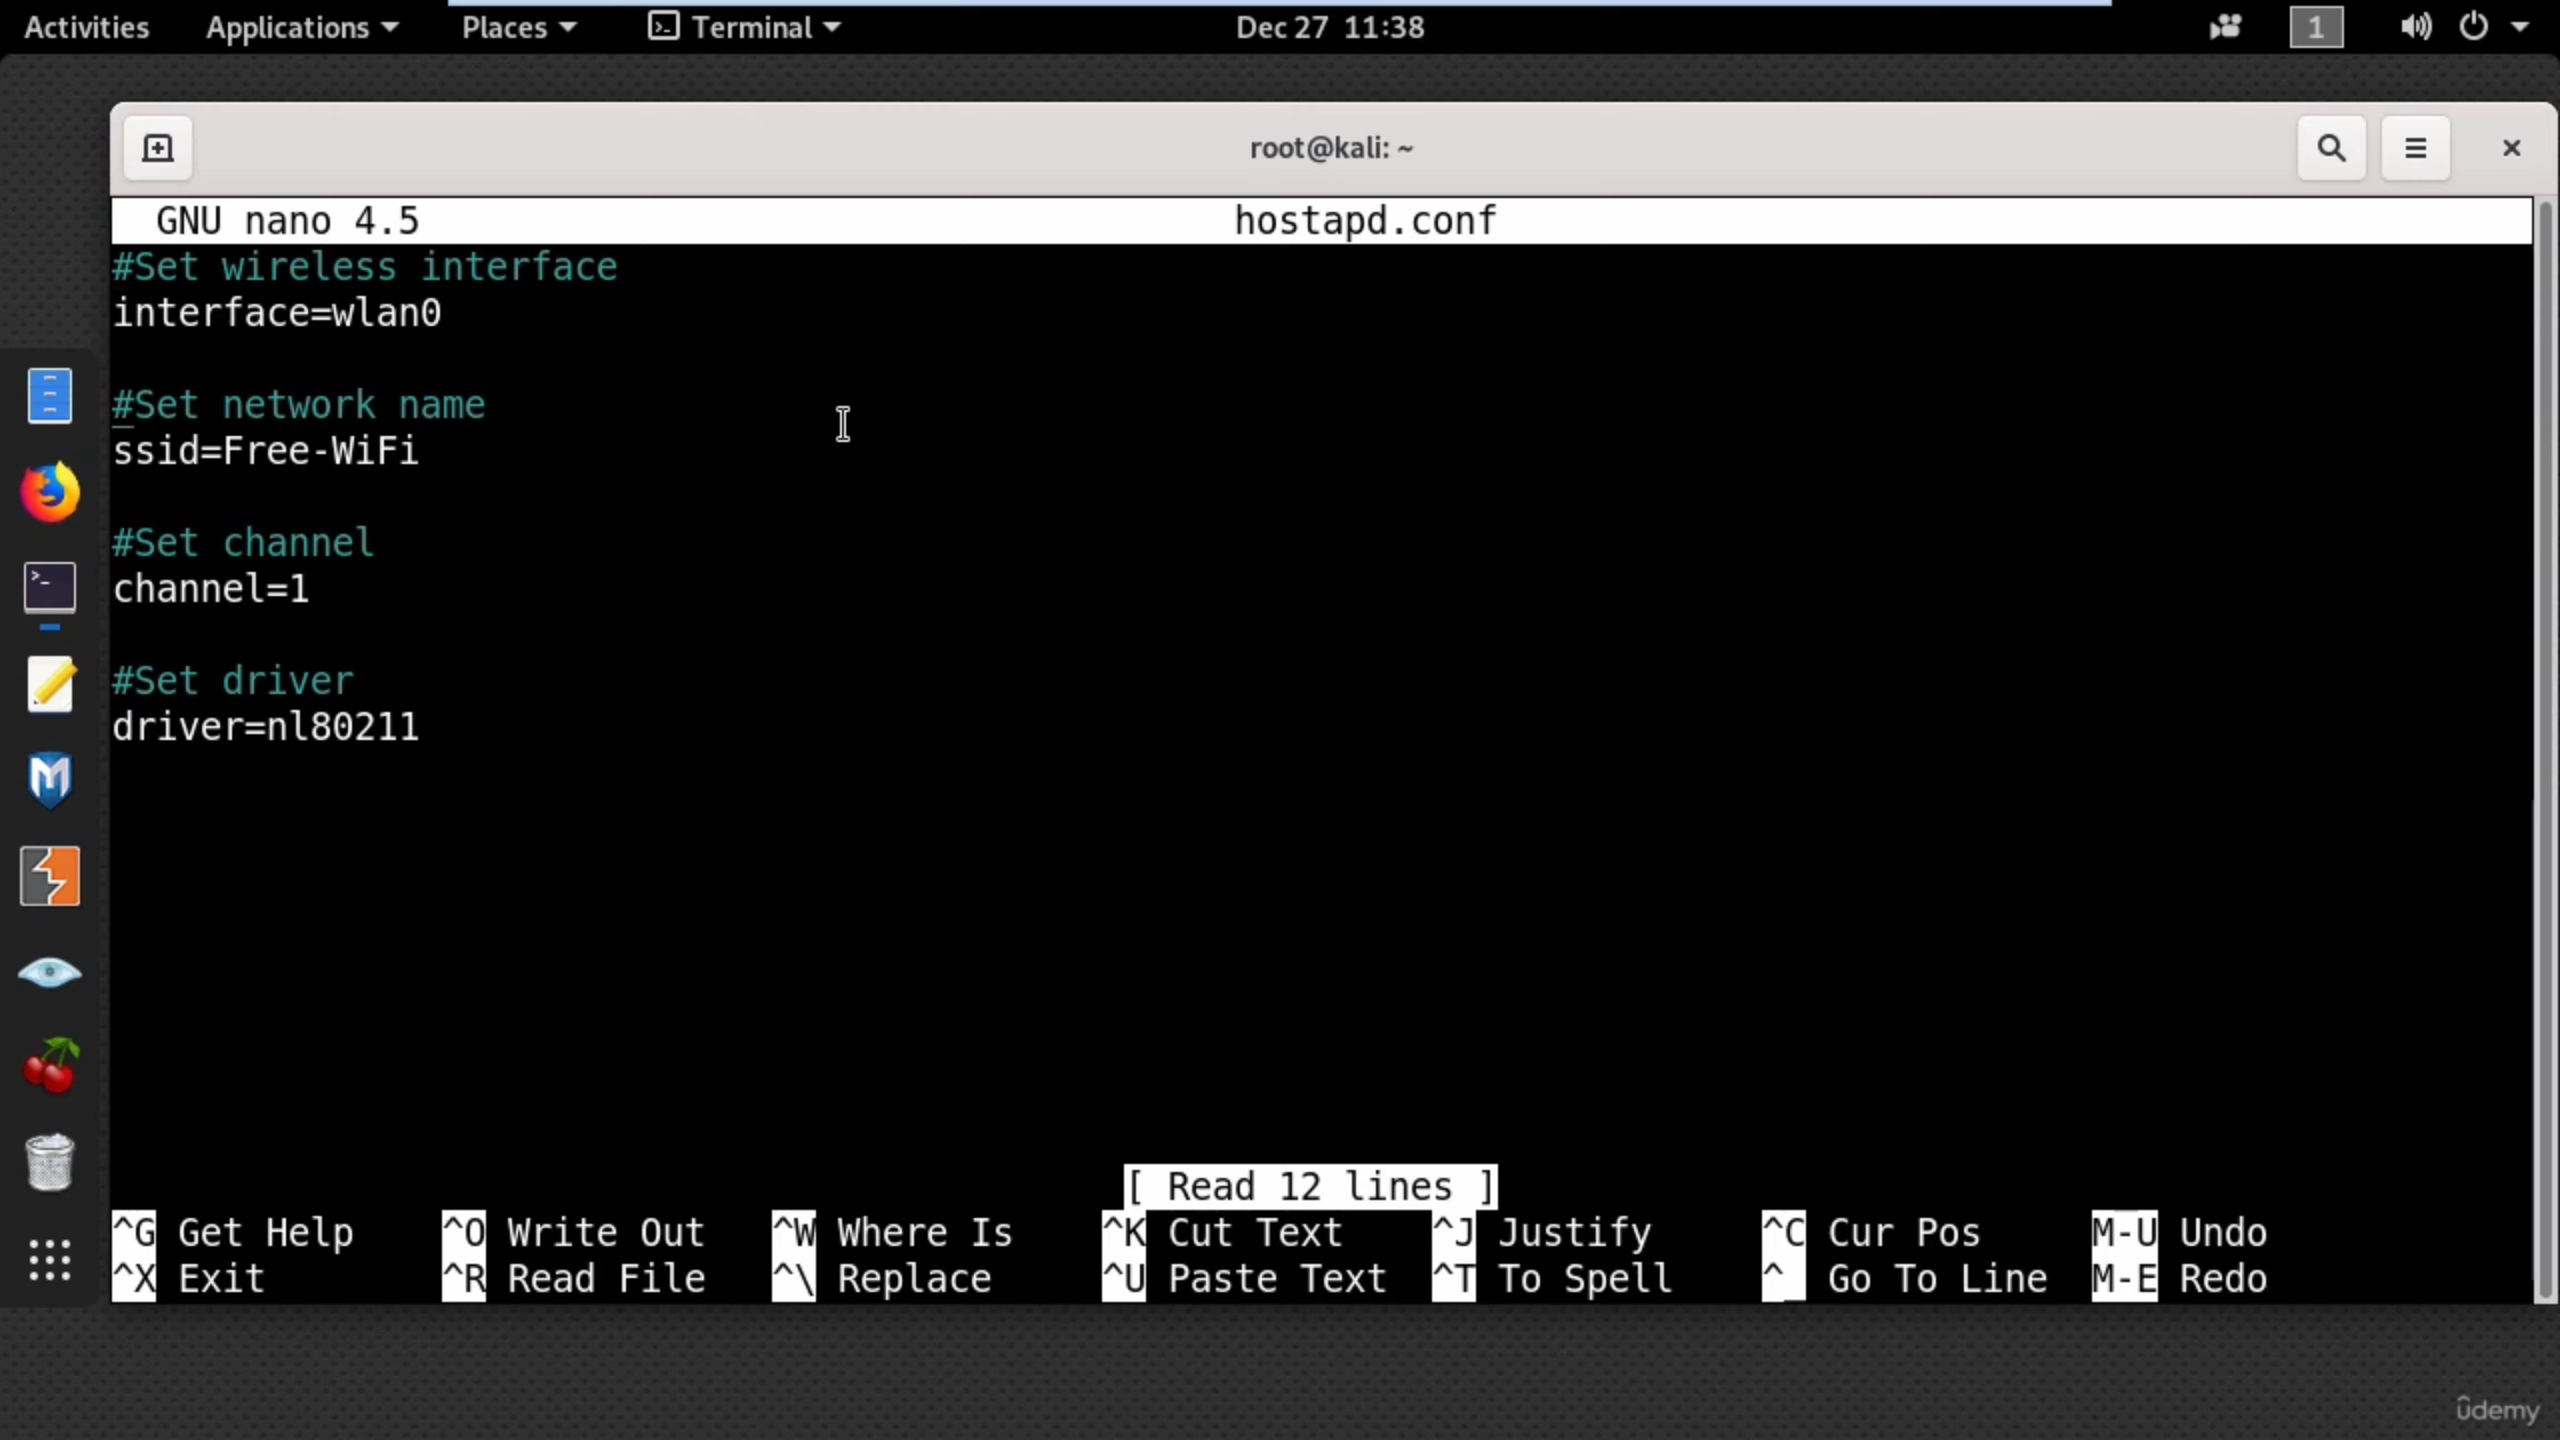 Activities Applications Places Terminal Dec 27 11:38 1
root@kali: ~
GNU nano 4.5 hostapd.conf
#Set wireless interface
interface=wlan0
#Set network name
ssid=Free-WiFi
#Set channel
channel=1
#Set driver
driver=nl80211
[ Read 12 lines ]
^G Get Help ^O Write Out ^W Where Is ^K Cut Text ^J Justify ^C Cur Pos M-U Undo
^X Exit ^R Read File ^\ Replace ^U Paste Text ^T To Spell ^_ Go To Line M-E Redo
ûdemy